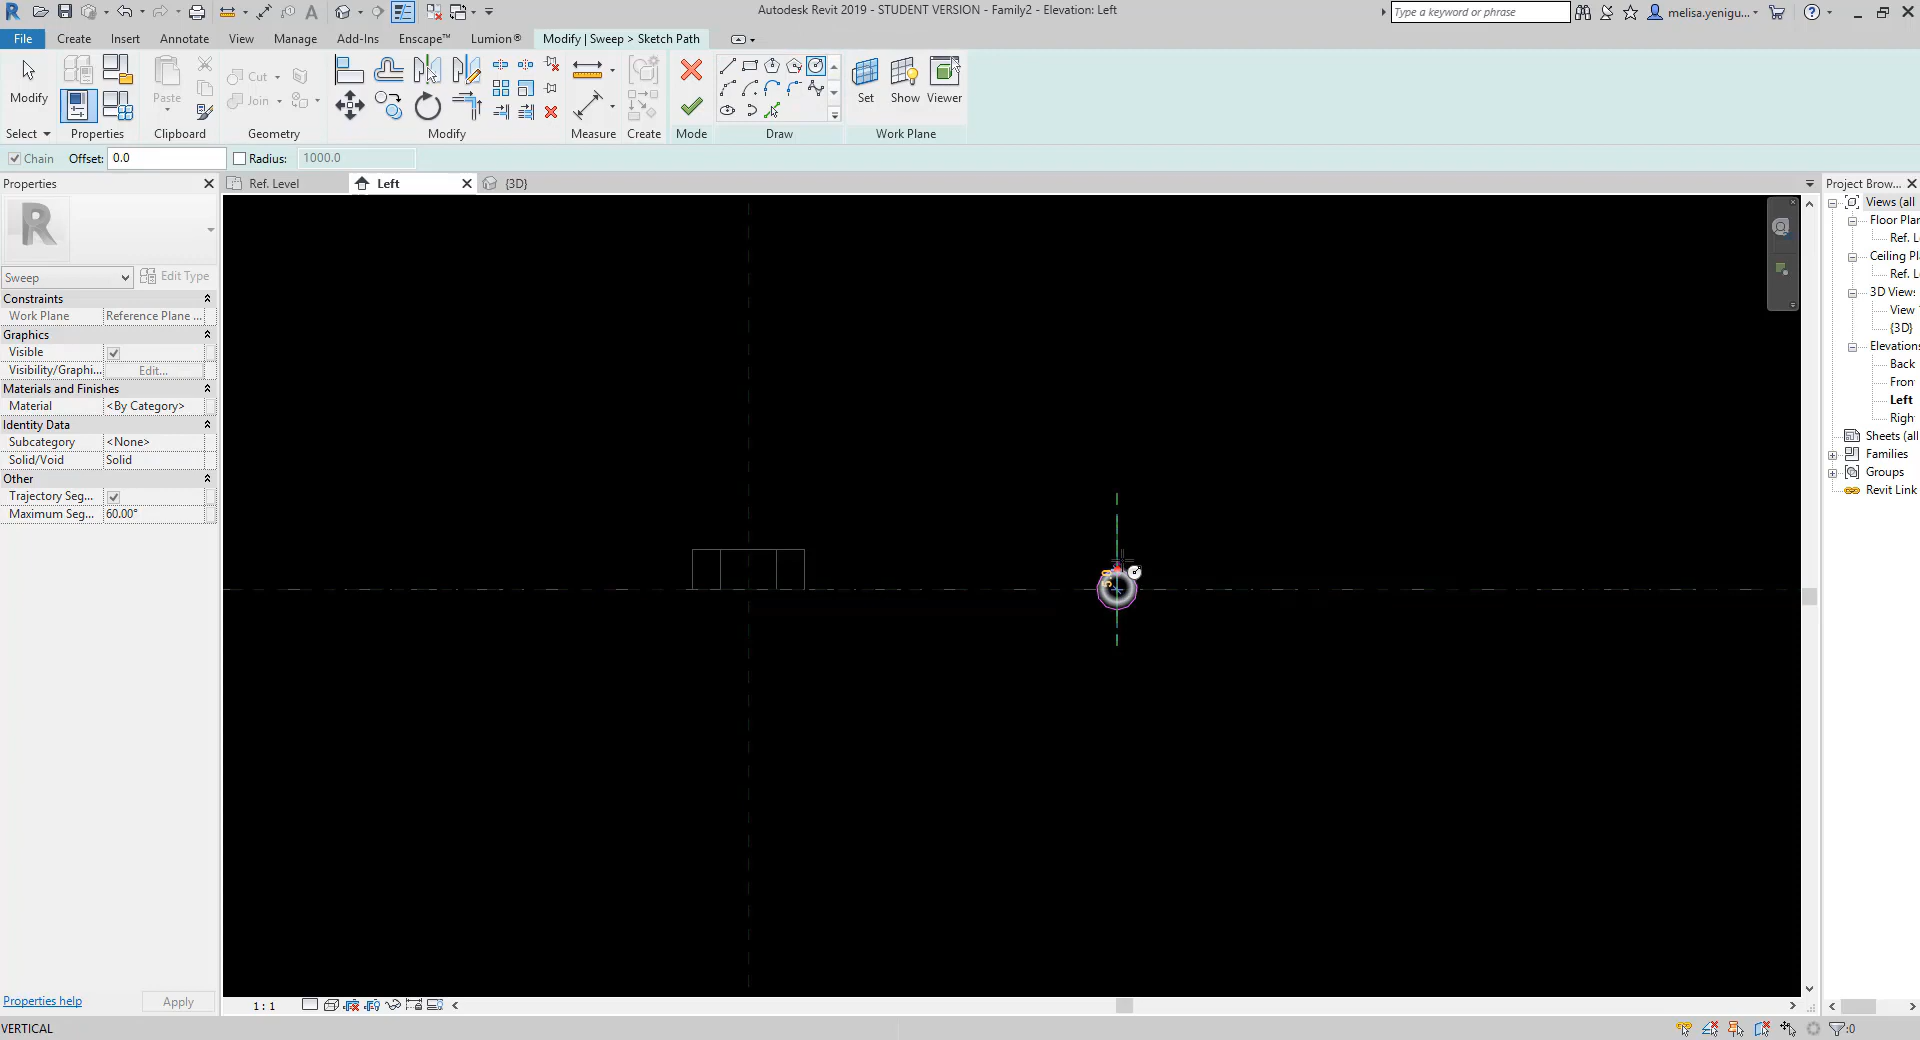 Autodesk Revit 2019 - STUDENT VERSION - Family2 - Elevation: Left
Type a keyword or phrase
melisa.yenigu...
File Create Insert Annotate View Manage Add-Ins Enscape™ Lumion® Modify | Sweep > Sketch Path
Modify
Paste
Cut
Join
Set Show Viewer
Select Properties Clipboard Geometry Modify Measure Create Mode Draw Work Plane
Chain Offset: 0.0 Radius: 1000.0
Properties
Ref. Level Left {3D}
Project Brow...
Sweep
Edit Type
Constraints
Work Plane Reference Plane ...
Graphics
Visible
Visibility/Graphi... Edit...
Materials and Finishes
Material <By Category>
Identity Data
Subcategory <None>
Solid/Void Solid
Other
Trajectory Seg...
Maximum Seg... 60.00°
Properties help Apply
5.0
Views (all
Floor Plar
Ref. L
Ceiling Pl
Ref. L
3D Views
View
{3D}
Elevations
Back
Fron
Left
Righ
Sheets (all
Families
Groups
Revit Link
1 : 1
VERTICAL
:0